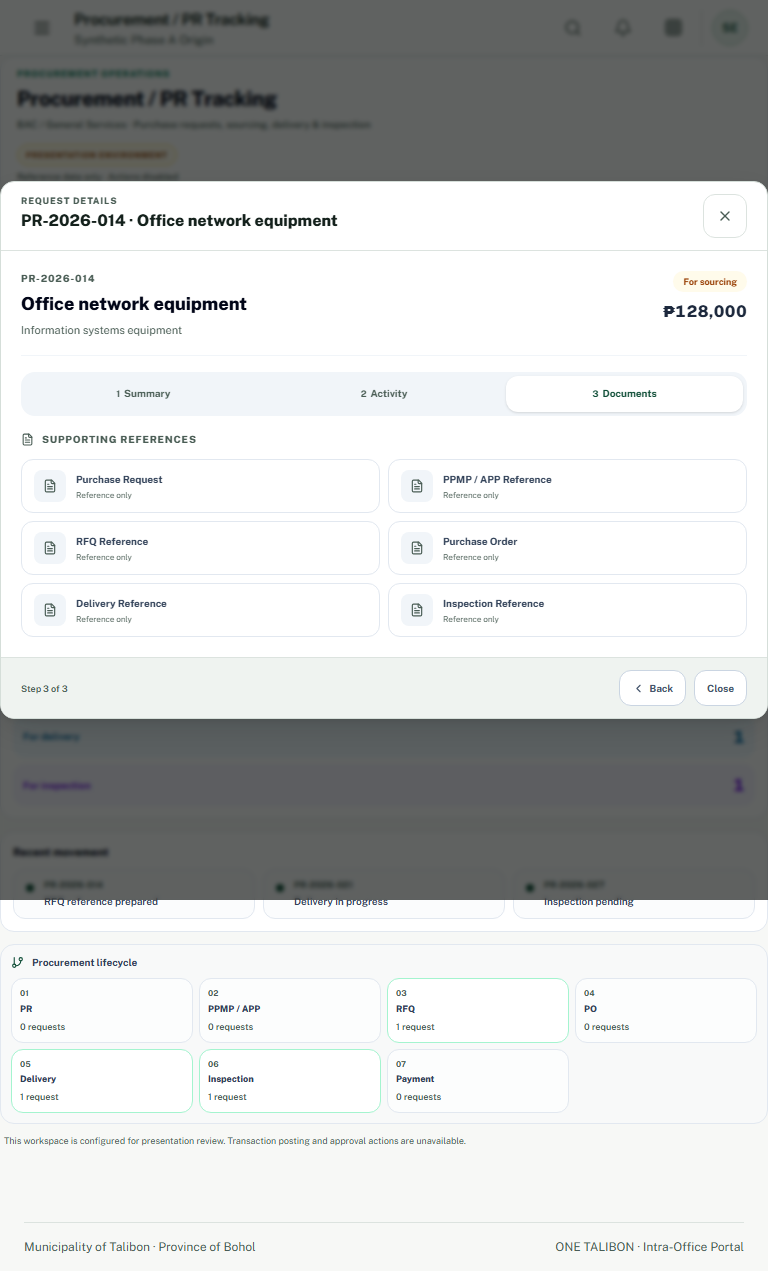 Procurement / PR Tracking
Synthetic Phase A Origin
PROCUREMENT OPERATIONS
Procurement / PR Tracking
BAC / General Services · Purchase requests, sourcing, delivery & inspection
PRESENTATION ENVIRONMENT
Reference data only · Actions disabled
REQUEST DETAILS
PR-2026-014 · Office network equipment
PR-2026-014
For sourcing
Office network equipment
₱128,000
Information systems equipment
1 Summary
2 Activity
3 Documents
SUPPORTING REFERENCES
Purchase Request
Reference only
PPMP / APP Reference
Reference only
RFQ Reference
Reference only
Purchase Order
Reference only
Delivery Reference
Reference only
Inspection Reference
Reference only
Step 3 of 3
Back
Close
For delivery
1
For inspection
1
Recent movement
PR-2026-014
RFQ reference prepared
Delivery in progress
Inspection pending
Procurement lifecycle
01
PR
0 requests
02
PPMP / APP
0 requests
03
RFQ
1 request
04
PO
0 requests
05
Delivery
1 request
06
Inspection
1 request
07
Payment
0 requests
This workspace is configured for presentation review. Transaction posting and approval actions are unavailable.
Municipality of Talibon · Province of Bohol
ONE TALIBON · Intra-Office Portal